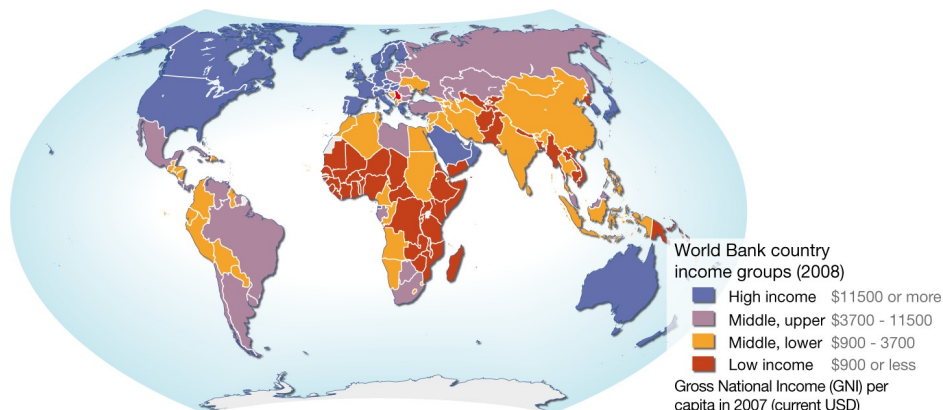 World Bank country
income groups (2008)
High income $11500 or more
Middle, upper $3700 - 11500
Middle, lower $900 - 3700
Low income $900 or less
Gross National Income (GNI) per
capita in 2007 (current USD)